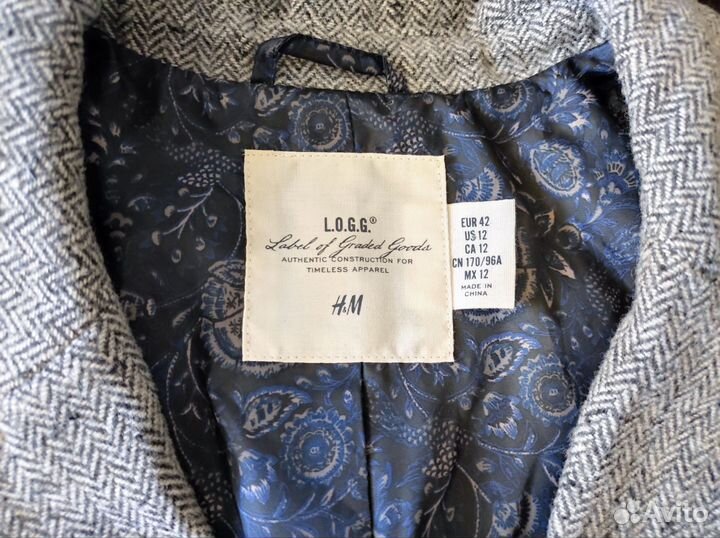 L.O.G.G.®
Label of Graded Goods
AUTHENTIC CONSTRUCTION FOR
TIMELESS APPAREL
H&M
EUR 42
US 12
CA 12
CN 170/96A
MX 12
MADE IN
CHINA
Avito